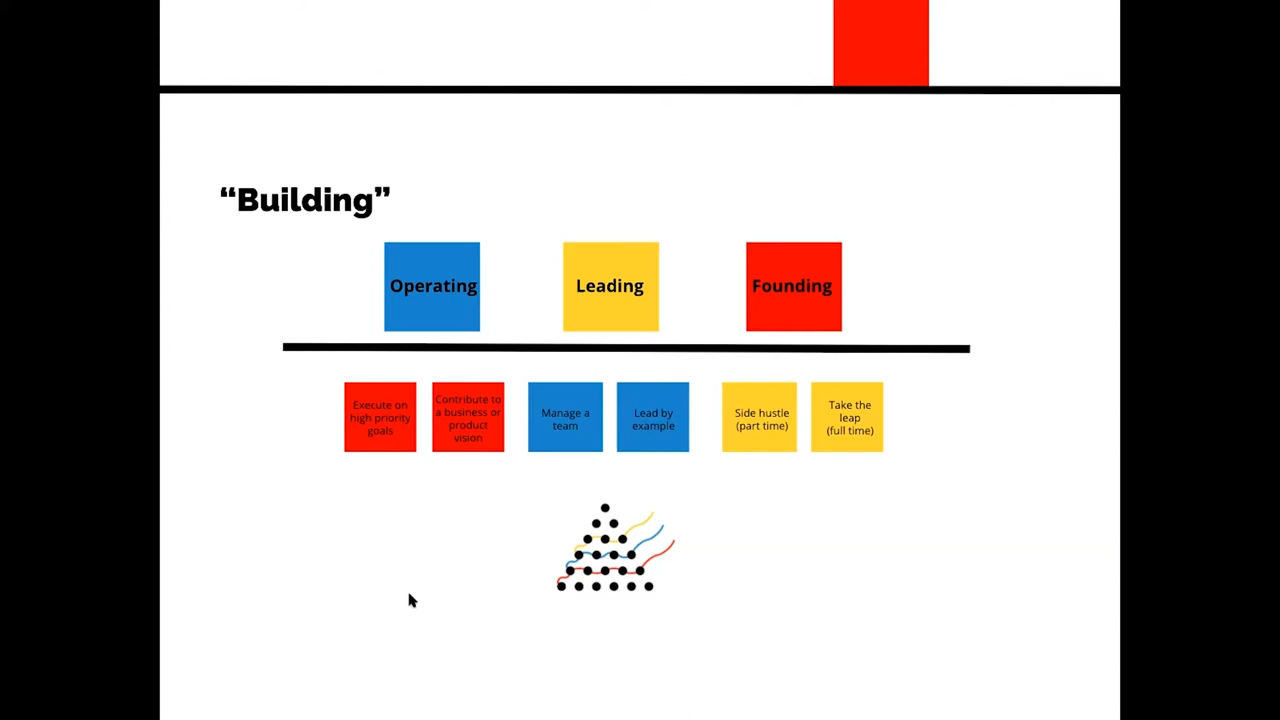 “Building”
Operating
Leading
Founding
Execute on
high priority
goals
Contribute to
a business or
product
vision
Manage a
team
Lead by
example
Side hustle
(part time)
Take the
leap
(full time)